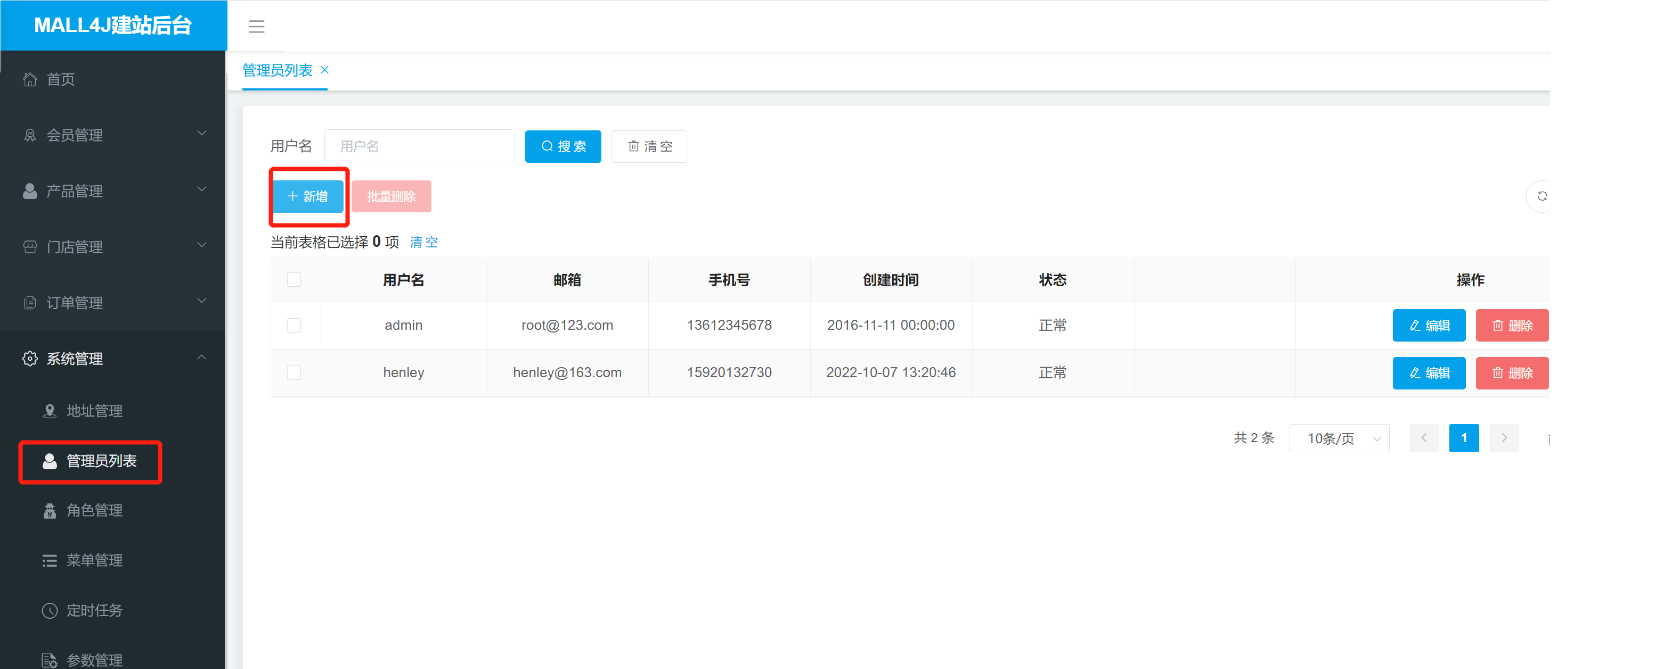 MALL4J建站后台
首页
会员管理
产品管理
门店管理
订单管理
系统管理
地址管理
管理员列表
角色管理
菜单管理
定时任务
参数管理
管理员列表 ×
用户名 用户名 搜索 清空
+ 新增 批量删除
当前表格已选择 0 项 清空
用户名 邮箱 手机号 创建时间 状态 操作
admin root@123.com 13612345678 2016-11-11 00:00:00 正常 编辑 删除
henley henley@163.com 15920132730 2022-10-07 13:20:46 正常 编辑 删除
共 2 条 10条/页 < 1 >